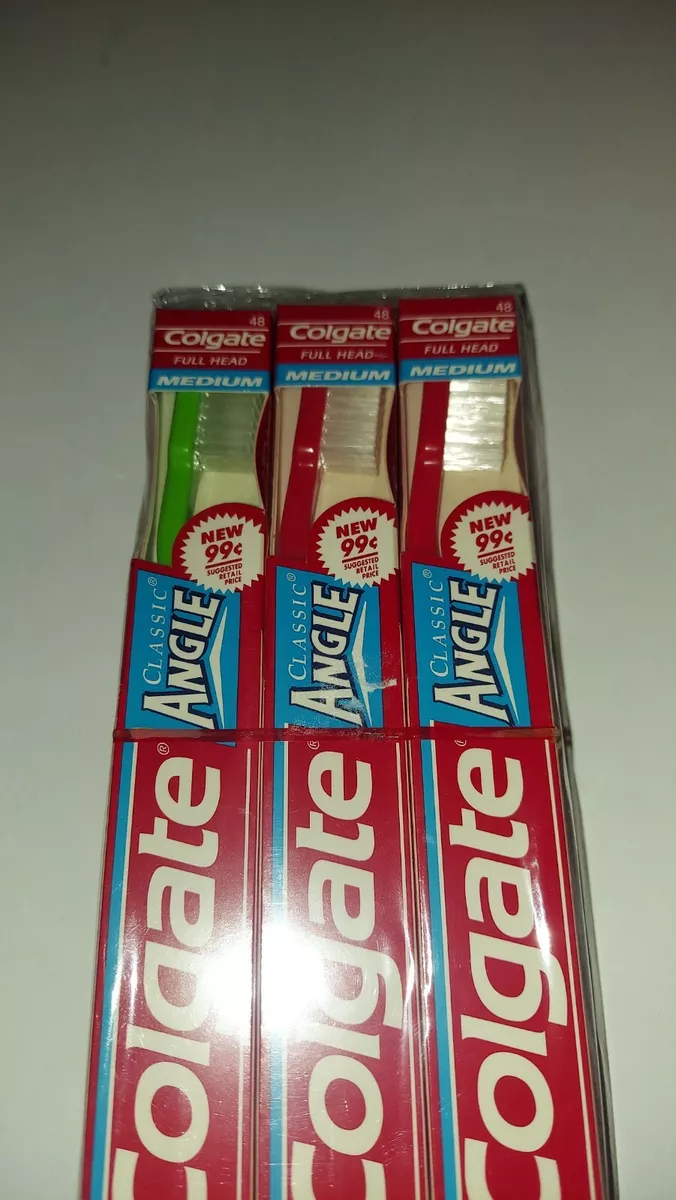 48
Colgate
FULL HEAD
MEDIUM
NEW
99¢
SUGGESTED
RETAIL
PRICE
CLASSIC®
ANGLE
Colgate®
48
Colgate
FULL HEAD
MEDIUM
NEW
99¢
SUGGESTED
RETAIL
PRICE
CLASSIC®
ANGLE
Colgate®
48
Colgate
FULL HEAD
MEDIUM
NEW
99¢
SUGGESTED
RETAIL
PRICE
CLASSIC®
ANGLE
Colgate®